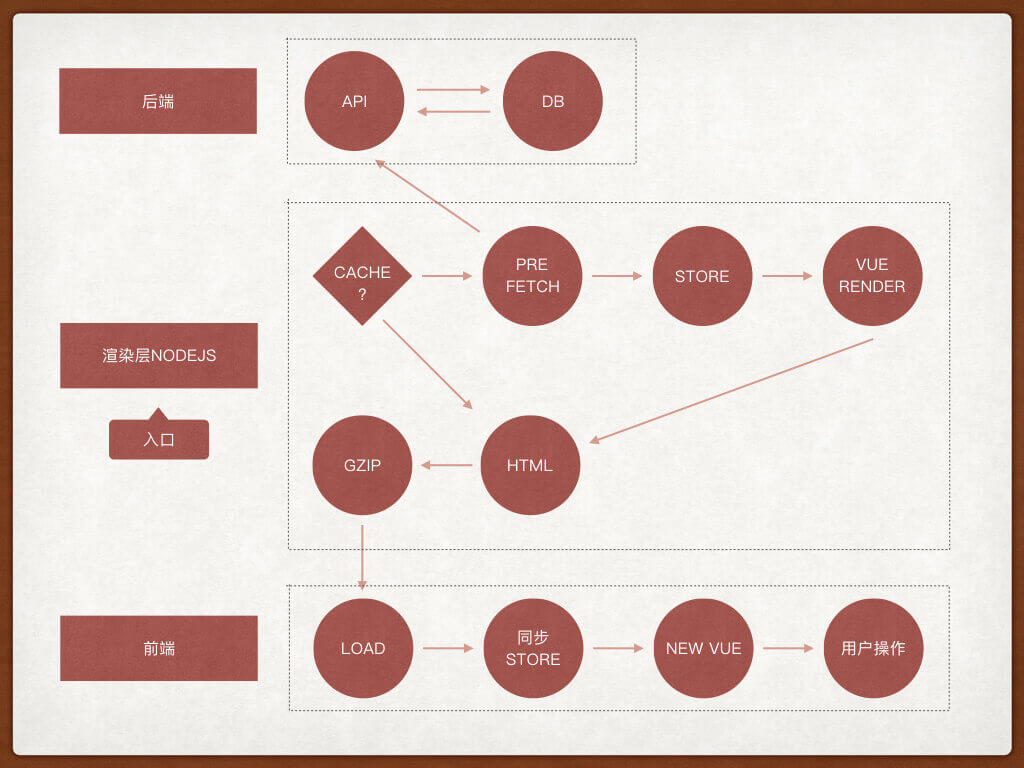 后端
API
DB
CACHE
?
PRE
FETCH
STORE
VUE
RENDER
渲染层NODEJS
入口
GZIP
HTML
前端
LOAD
同步
STORE
NEW VUE
用户操作